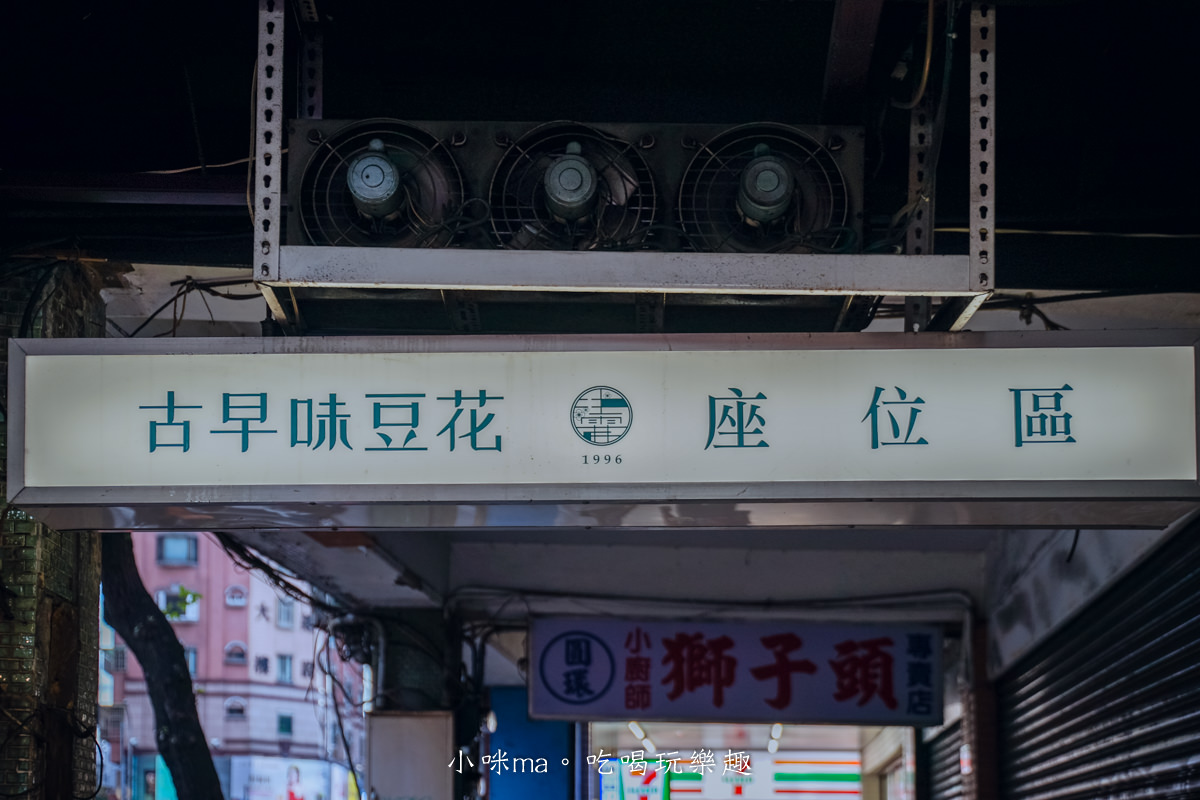 古早味豆花 座位區
1996
圓環 小廚師 獅子頭 專賣店
小咪ma。吃喝玩樂趣